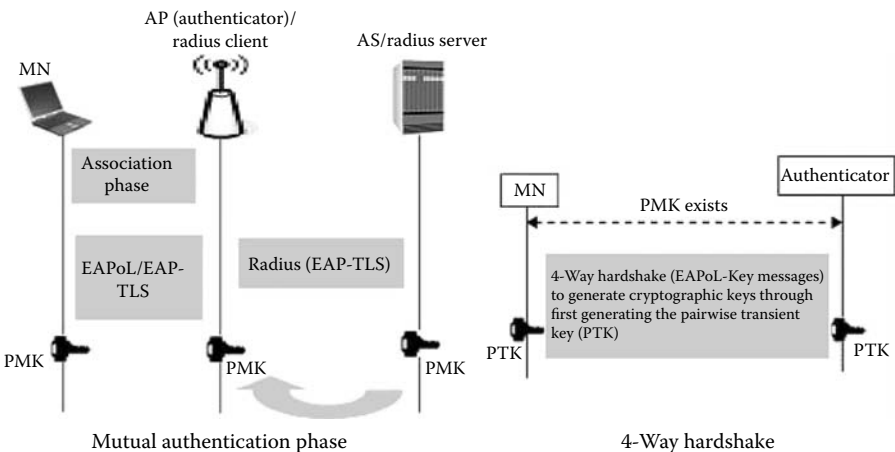 AP (authenticator)/
radius client
AS/radius server
MN
Association
phase
EAPoL/EAP-
TLS
Radius (EAP-TLS)
PMK
PMK
PMK
Mutual authentication phase
MN
Authenticator
PMK exists
4-Way hardshake (EAPoL-Key messages)
to generate cryptographic keys through
first generating the pairwise transient
key (PTK)
PTK
PTK
4-Way hardshake